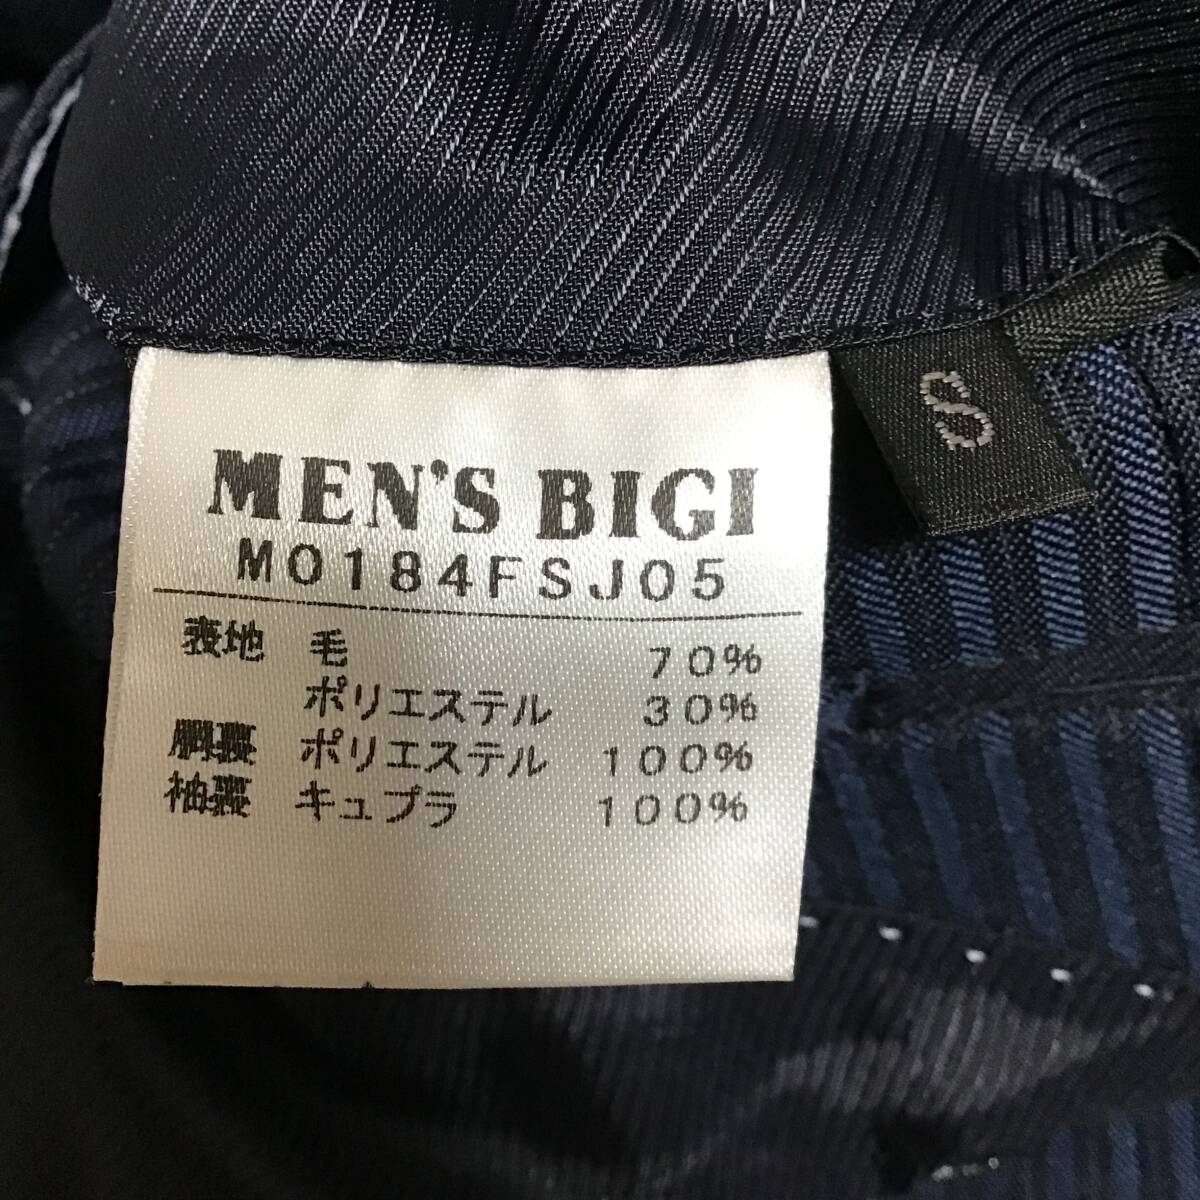 MEN'S BIGI
M0184FSJ05
表地 毛 70%
ポリエステル 30%
胴裏 ポリエステル 100%
袖裏 キュプラ 100%
S